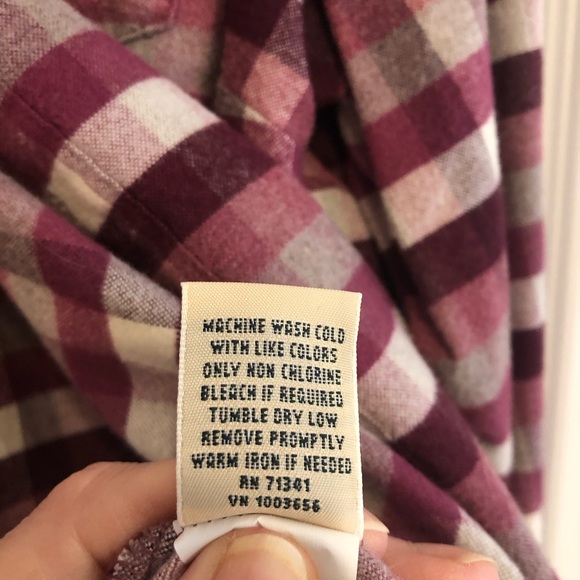 MACHINE WASH COLD
WITH LIKE COLORS
ONLY NON CHLORINE
BLEACH IF REQUIRED
TUMBLE DRY LOW
REMOVE PROMPTLY
WARM IRON IF NEEDED
RN 71341
VN 1003656